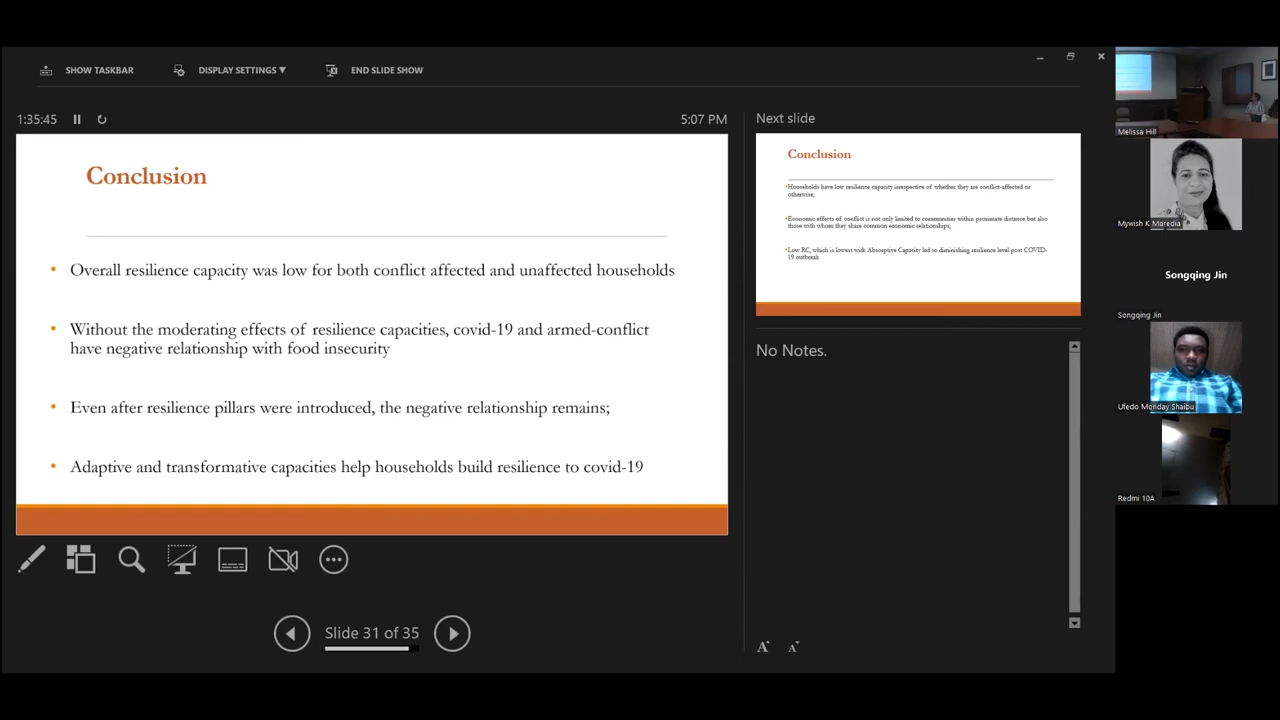 SHOW TASKBAR
DISPLAY SETTINGS ▼
END SLIDE SHOW
1:35:45
5:07 PM
Conclusion
• Overall resilience capacity was low for both conflict affected and unaffected households
• Without the moderating effects of resilience capacities, covid-19 and armed-conflict
have negative relationship with food insecurity
• Even after resilience pillars were introduced, the negative relationship remains;
• Adaptive and transformative capacities help households build resilience to covid-19
Slide 31 of 35
Next slide
Conclusion
•Households have low resilience capacity irrespective of whether they are conflict-affected or
otherwise;
•Economic effects of conflict is not only limited to communities within proximate distance but also
those with whom they share common economic relationships;
•Low RC, which is lowest with Absorptive Capacity led to diminishing resilience level post COVID-
19 outbreak
No Notes.
A A
Melissa Hill
Mywish K Maredia
Songqing Jin
Songqing Jin
Ufedo Monday Shaibu
Redmi 10A